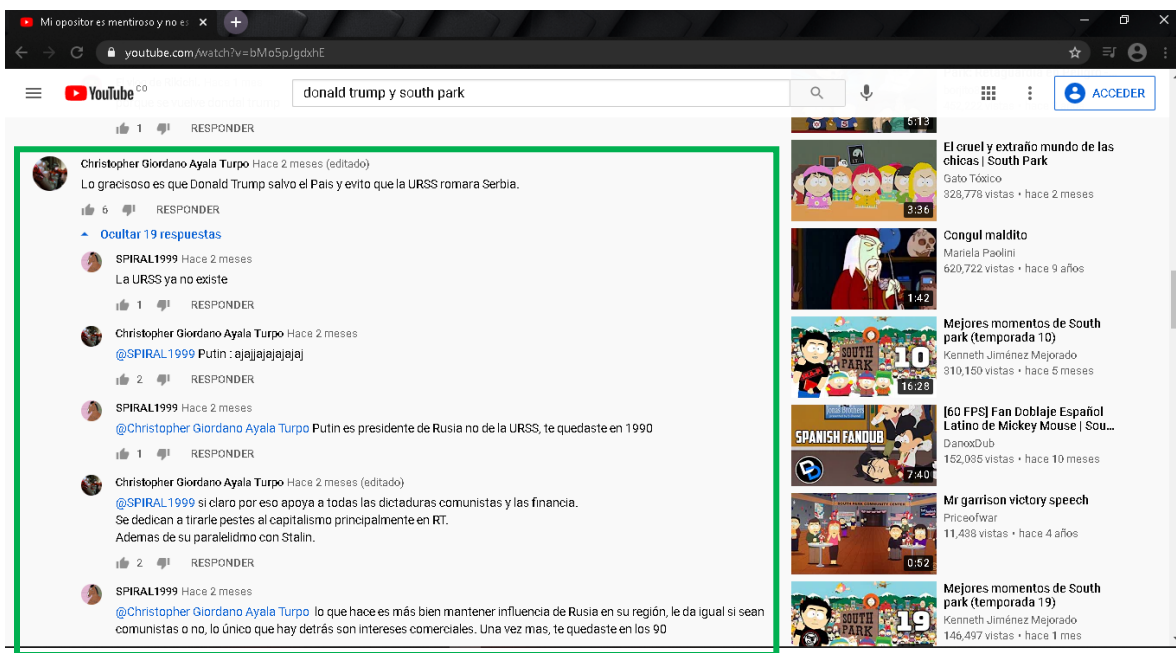 Mi opositor es mentiroso y no es
youtube.com/watch?v=bMo5pJgdxhE
YouTube CO
donald trump y south park
ACCEDER
1 RESPONDER
Christopher Giordano Ayala Turpo Hace 2 meses (editado)
Lo gracisoso es que Donald Trump salvo el Pais y evito que la URSS romara Serbia.
6 RESPONDER
Ocultar 19 respuestas
SPIRAL1999 Hace 2 meses
La URSS ya no existe
1 RESPONDER
Christopher Giordano Ayala Turpo Hace 2 meses
@SPIRAL1999 Putin : ajajjajajajaj
2 RESPONDER
SPIRAL1999 Hace 2 meses
@Christopher Giordano Ayala Turpo Putin es presidente de Rusia no de la URSS, te quedaste en 1990
1 RESPONDER
Christopher Giordano Ayala Turpo Hace 2 meses (editado)
@SPIRAL1999 si claro por eso apoya a todas las dictaduras comunistas y las financia.
Se dedican a tirarle pestes al capitalismo principalmente en RT.
Ademas de su paralelidmo con Stalin.
2 RESPONDER
SPIRAL1999 Hace 2 meses
@Christopher Giordano Ayala Turpo lo que hace es más bien mantener influencia de Rusia en su región, le da igual si sean
comunistas o no, lo único que hay detrás son intereses comerciales. Una vez mas, te quedaste en los 90
5:13
El cruel y extraño mundo de las
chicas | South Park
Gato Tóxico
328,778 vistas • hace 2 meses
3:36
Congul maldito
Mariela Paolini
620,722 vistas • hace 9 años
1:42
Mejores momentos de South
park (temporada 10)
Kenneth Jiménez Mejorado
310,150 vistas • hace 5 meses
SOUTH PARK 10
16:28
[60 FPS] Fan Doblaje Español
Latino de Mickey Mouse | Sou...
DanoxDub
152,035 vistas • hace 10 meses
Jonas Brothers
SPANISH FANDUB
7:40
Mr garrison victory speech
Priceofwar
11,438 vistas • hace 4 años
0:52
Mejores momentos de South
park (temporada 19)
Kenneth Jiménez Mejorado
146,497 vistas • hace 1 mes
SOUTH PARK 19